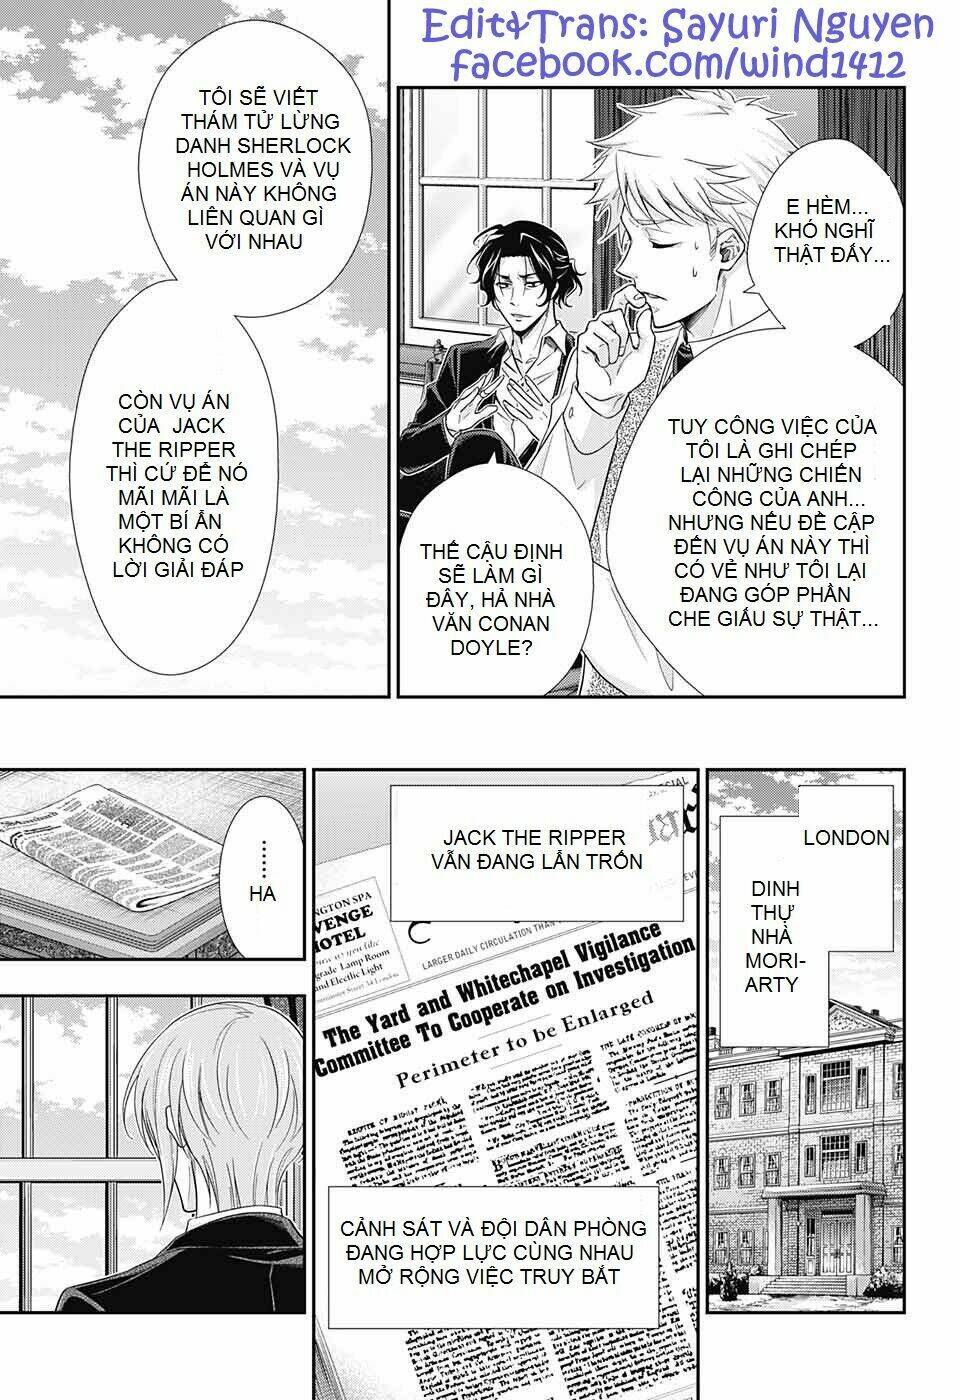 Edit&Trans: Sayuri Nguyen
facebook.com/wind1412
E HÈM...
KHÓ NGHĨ
THẬT ĐẤY...
TUY CÔNG VIỆC CỦA
TÔI LÀ GHI CHÉP
LẠI NHỮNG CHIẾN
CÔNG CỦA ANH...
NHƯNG NẾU ĐỀ CẬP
ĐẾN VỤ ÁN NÀY THÌ
CÓ VẺ NHƯ TÔI LẠI
ĐANG GÓP PHẦN
CHE GIẤU SỰ THẬT...
THẾ CẬU ĐỊNH
SẼ LÀM GÌ
ĐÂY, HẢ NHÀ
VĂN CONAN
DOYLE?
TÔI SẼ VIẾT
THÁM TỬ LỪNG
DANH SHERLOCK
HOLMES VÀ VỤ
ÁN NÀY KHÔNG
LIÊN QUAN GÌ
VỚI NHAU
CÒN VỤ ÁN
CỦA JACK
THE RIPPER
THÌ CỨ ĐỂ NÓ
MÃI MÃI LÀ
MỘT BÍ ẨN
KHÔNG CÓ
LỜI GIẢI ĐÁP
LONDON
DINH
THỰ
NHÀ
MORI-
ARTY
JACK THE RIPPER
VẪN ĐANG LẨN TRỐN
LARGER DAILY CIRCULATION THAN
HOTEL
Lamp Room
and Electric Light
The Yard and Whitechapel Vigilance
Committee To Cooperate on Investigation
Perimeter to be Enlarged
CẢNH SÁT VÀ ĐỘI DÂN PHÒNG
ĐANG HỢP LỰC CÙNG NHAU
MỞ RỘNG VIỆC TRUY BẮT
......
HA